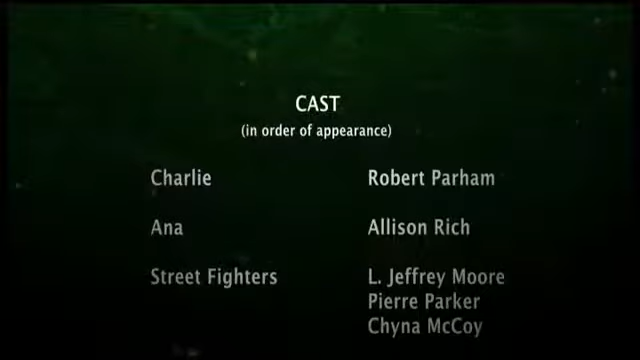 CAST
(in order of appearance)
Charlie Robert Parham
Ana Allison Rich
Street Fighters L. Jeffrey Moore
Pierre Parker
Chyna McCoy